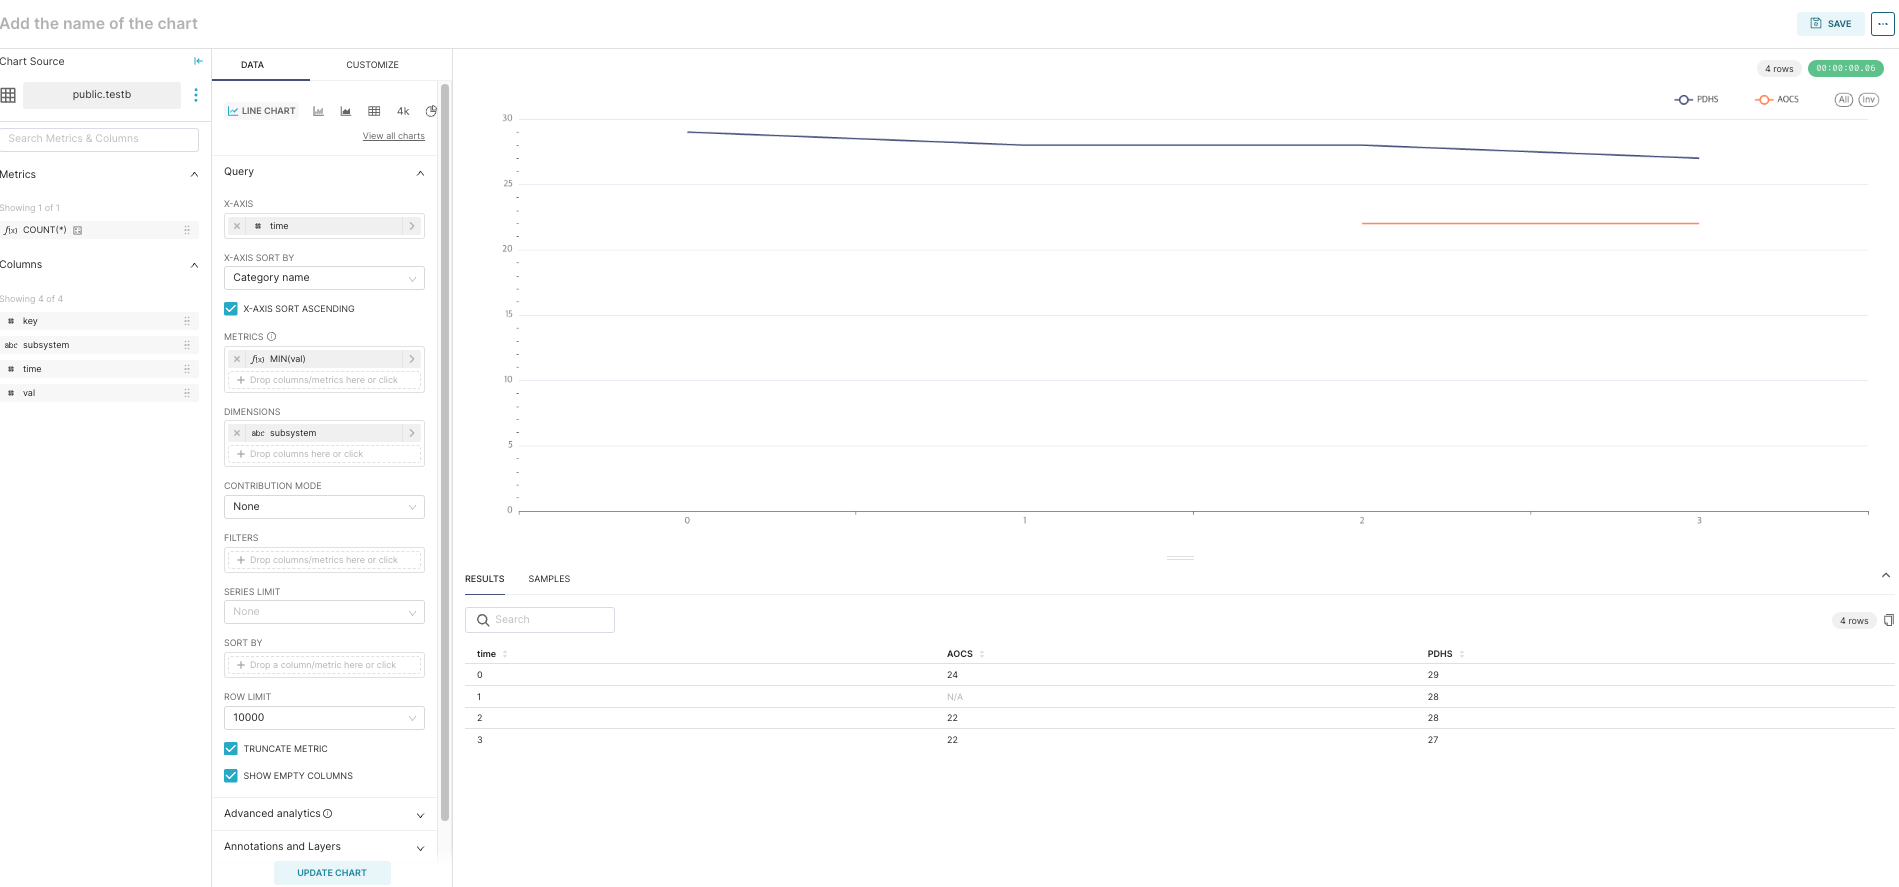 Add the name of the chart
SAVE
...
Chart Source
public.testb
Search Metrics & Columns
Metrics
Showing 1 of 1
f(x) COUNT(*)
Columns
Showing 4 of 4
# key
abc subsystem
# time
# val
DATA
CUSTOMIZE
LINE CHART
4k
View all charts
Query
X-AXIS
# time
X-AXIS SORT BY
Category name
X-AXIS SORT ASCENDING
METRICS
f(x) MIN(val)
+ Drop columns/metrics here or click
DIMENSIONS
abc subsystem
+ Drop columns here or click
CONTRIBUTION MODE
None
FILTERS
+ Drop columns/metrics here or click
SERIES LIMIT
None
SORT BY
+ Drop a column/metric here or click
ROW LIMIT
10000
TRUNCATE METRIC
SHOW EMPTY COLUMNS
Advanced analytics
Annotations and Layers
UPDATE CHART
4 rows
00:00:00.06
PDHS
AOCS
All
Inv
30
25
20
15
10
5
0
0 1 2 3
RESULTS
SAMPLES
Search
4 rows
time AOCS PDHS
0 24 29
1 N/A 28
2 22 28
3 22 27